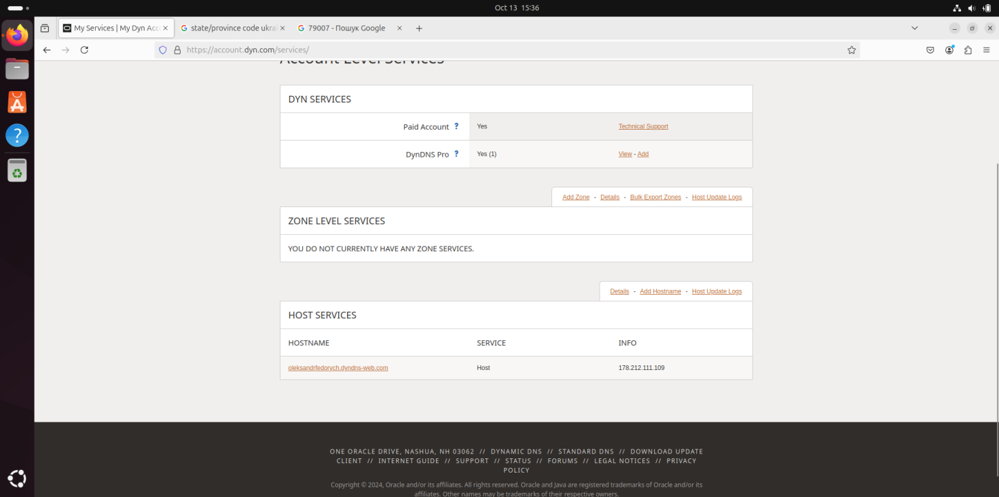 Oct 13 15:36
My Services | My Dyn Acc
state/province code ukrai
79007 - Пошук Google
https://account.dyn.com/services/
Account Level Services
DYN SERVICES
Paid Account ? Yes Technical Support
DynDNS Pro ? Yes (1) View - Add
Add Zone - Details - Bulk Export Zones - Host Update Logs
ZONE LEVEL SERVICES
YOU DO NOT CURRENTLY HAVE ANY ZONE SERVICES.
Details - Add Hostname - Host Update Logs
HOST SERVICES
HOSTNAME SERVICE INFO
oleksandrfedorych.dyndns-web.com Host 178.212.111.109
ONE ORACLE DRIVE, NASHUA, NH 03062 // DYNAMIC DNS // STANDARD DNS // DOWNLOAD UPDATE
CLIENT // INTERNET GUIDE // SUPPORT // STATUS // FORUMS // LEGAL NOTICES // PRIVACY
POLICY
Copyright © 2024, Oracle and/or its affiliates. All rights reserved. Oracle and Java are registered trademarks of Oracle and/or its
affiliates. Other names may be trademarks of their respective owners.